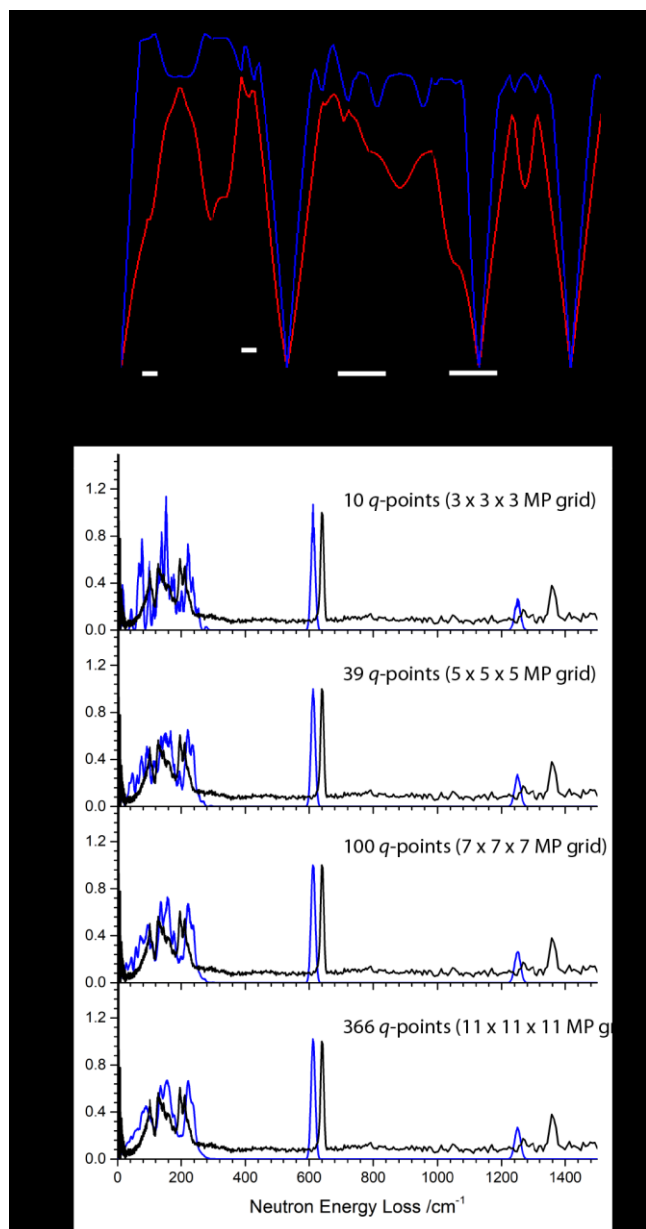 10 q-points (3 x 3 x 3 MP grid)
1.2
0.8
0.4
0.0
39 q-points (5 x 5 x 5 MP grid)
1.2
0.8
0.4
0.0
100 q-points (7 x 7 x 7 MP grid)
1.2
0.8
0.4
0.0
366 q-points (11 x 11 x 11 MP gr
1.2
0.8
0.4
0.0
0 200 400 600 800 1000 1200 1400
Neutron Energy Loss /cm-1